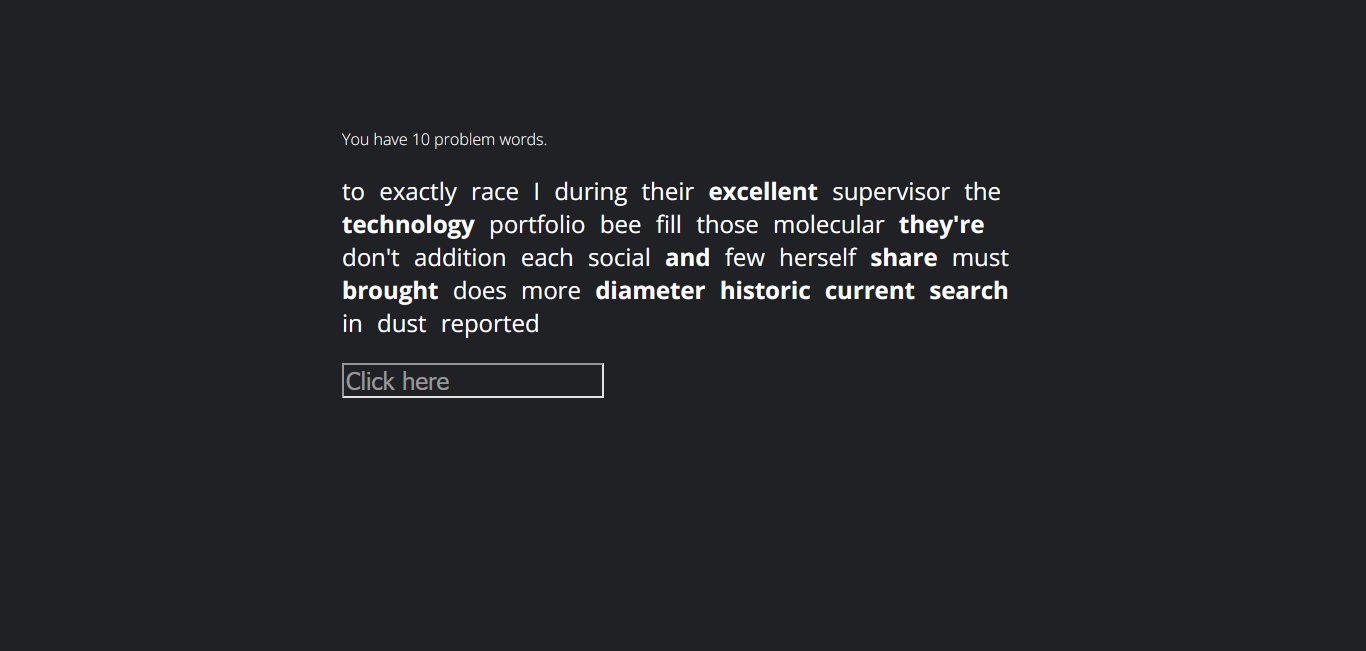 You have 10 problem words.
to exactly race I during their excellent supervisor the
technology portfolio bee fill those molecular they're
don't addition each social and few herself share must
brought does more diameter historic current search
in dust reported
Click here